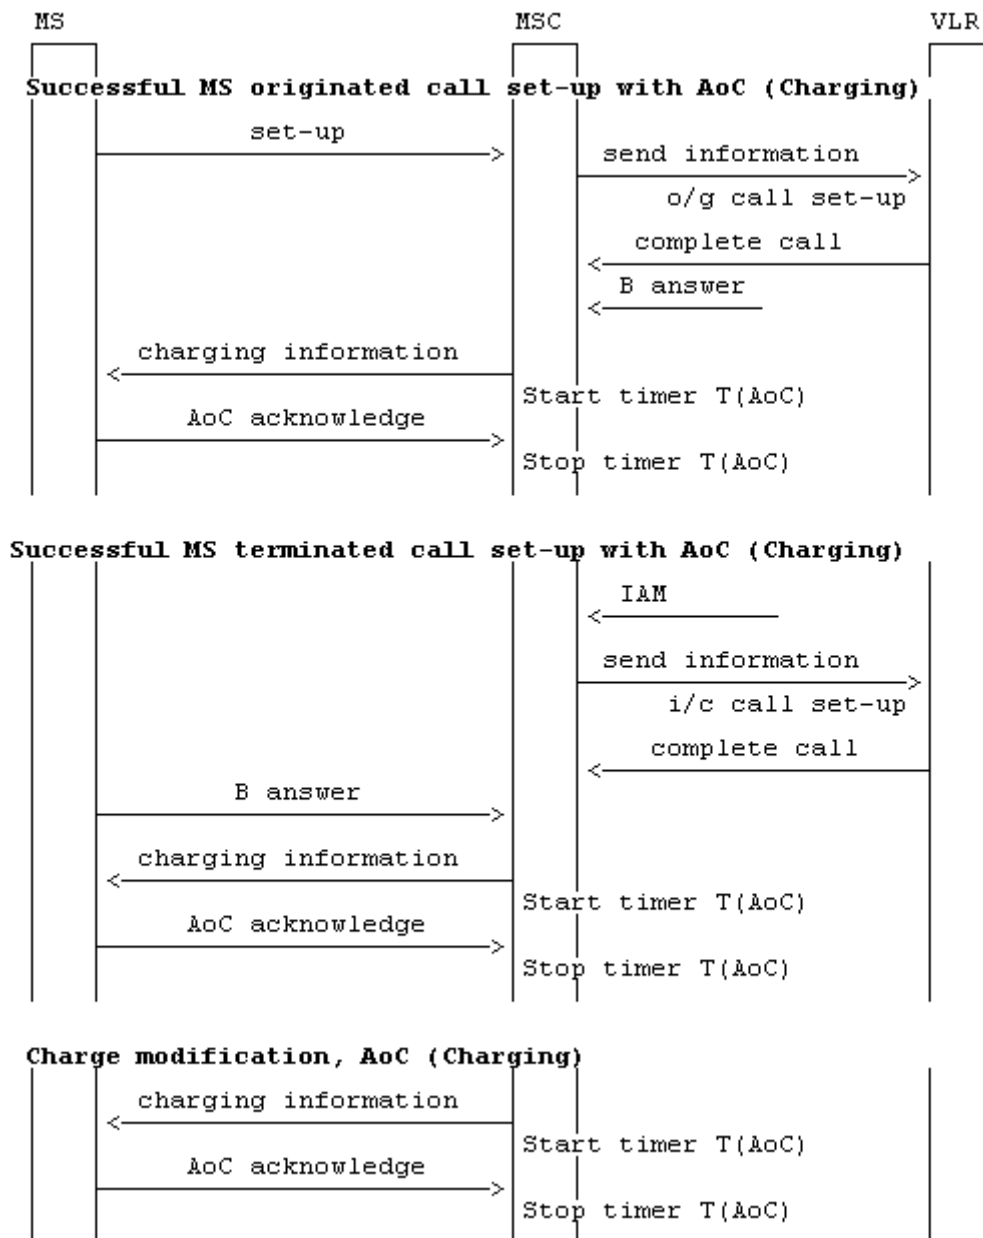 MS MSC VLR
Successful MS originated call set-up with AoC (Charging)
set-up
send information
o/g call set-up
complete call
B answer
charging information
Start timer T(AoC)
AoC acknowledge
Stop timer T(AoC)
Successful MS terminated call set-up with AoC (Charging)
IAM
send information
i/c call set-up
complete call
B answer
charging information
Start timer T(AoC)
AoC acknowledge
Stop timer T(AoC)
Charge modification, AoC (Charging)
charging information
Start timer T(AoC)
AoC acknowledge
Stop timer T(AoC)